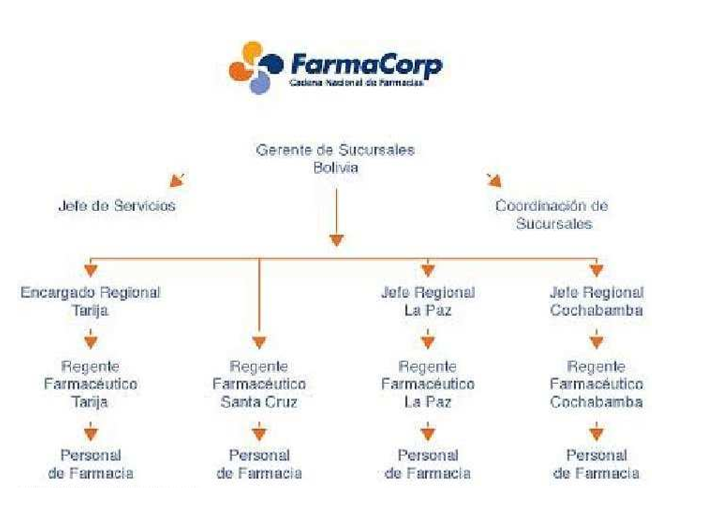 FarmaCorp
Cadena Nacional de Farmacias
Gerente de Sucursales
Bolivia
Jefe de Servicios
Coordinación de
Sucursales
Encargado Regional
Tarija
Jefe Regional
La Paz
Jefe Regional
Cochabamba
Regente
Farmacéutico
Tarija
Regente
Farmacéutico
Santa Cruz
Regente
Farmacéutico
La Paz
Regente
Farmacéutico
Cochabamba
Personal
de Farmacia
Personal
de Farmacia
Personal
de Farmacia
Personal
de Farmacia